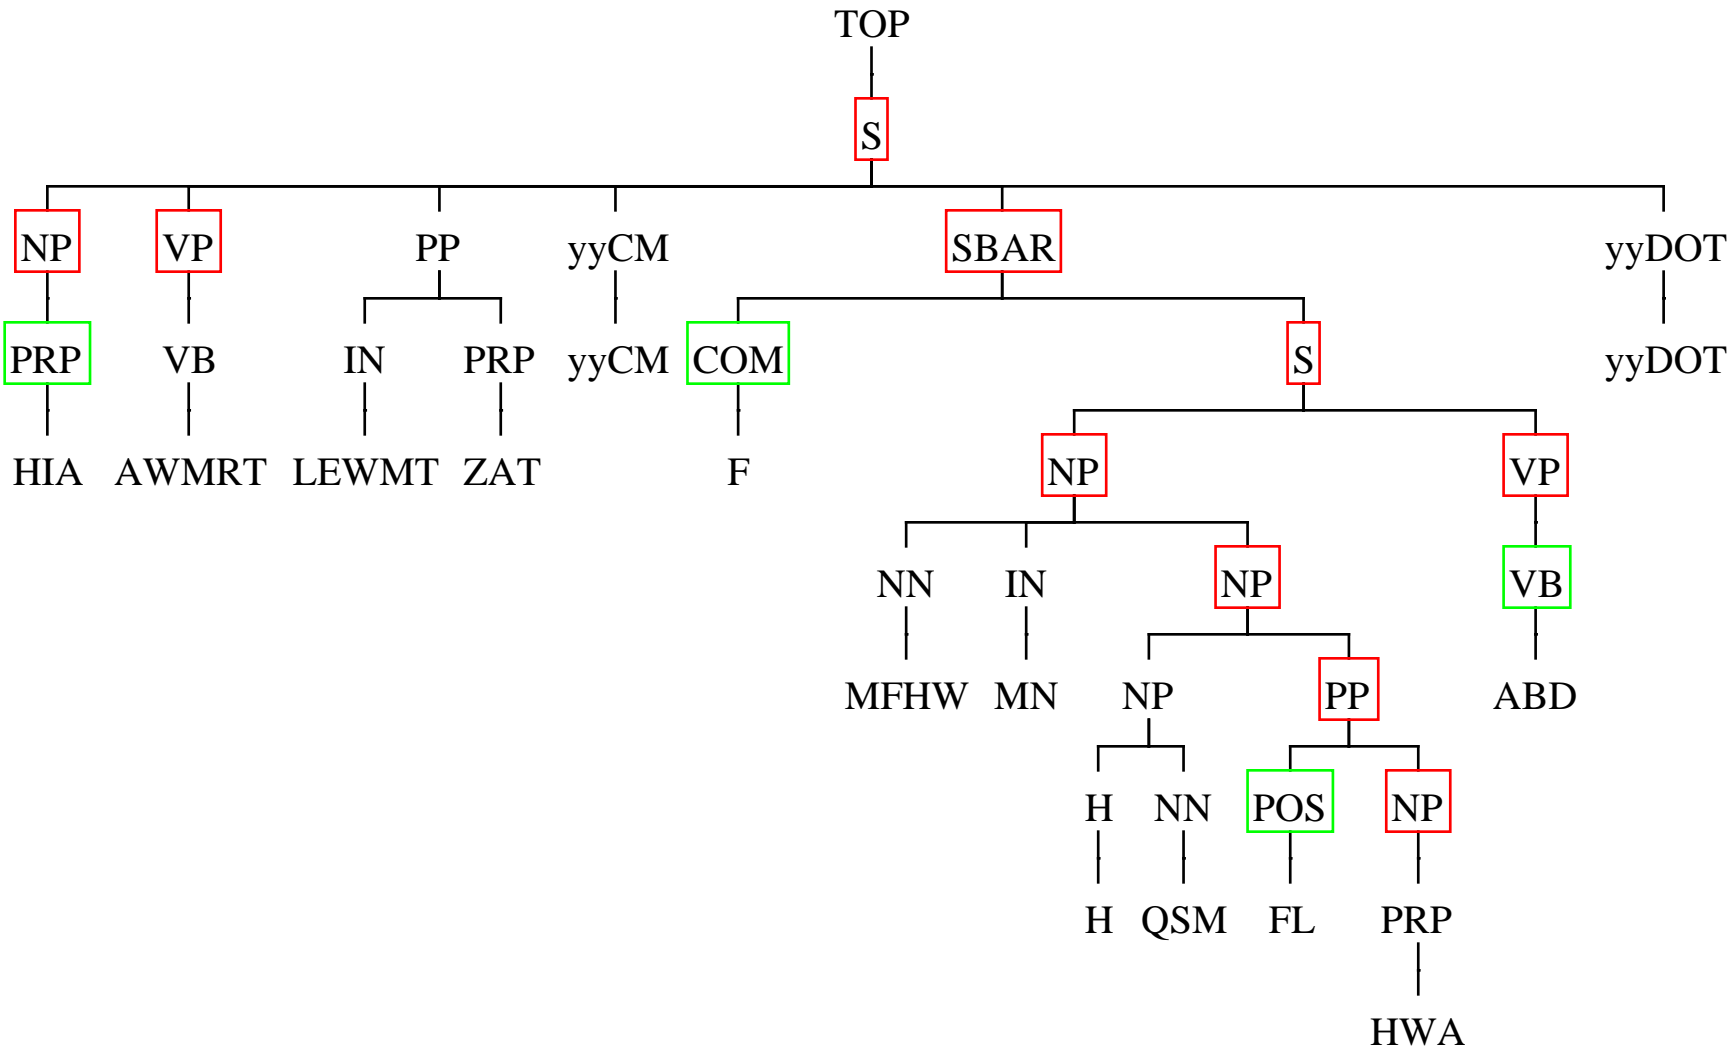 TOP
S
NP VP PP yyCM SBAR yyDOT
PRP VB IN PRP yyCM COM S yyDOT
HIA AWMRT LEWMT ZAT F NP VP
NN IN NP VB
MFHW MN NP PP ABD
H NN POS NP
H QSM FL PRP
HWA